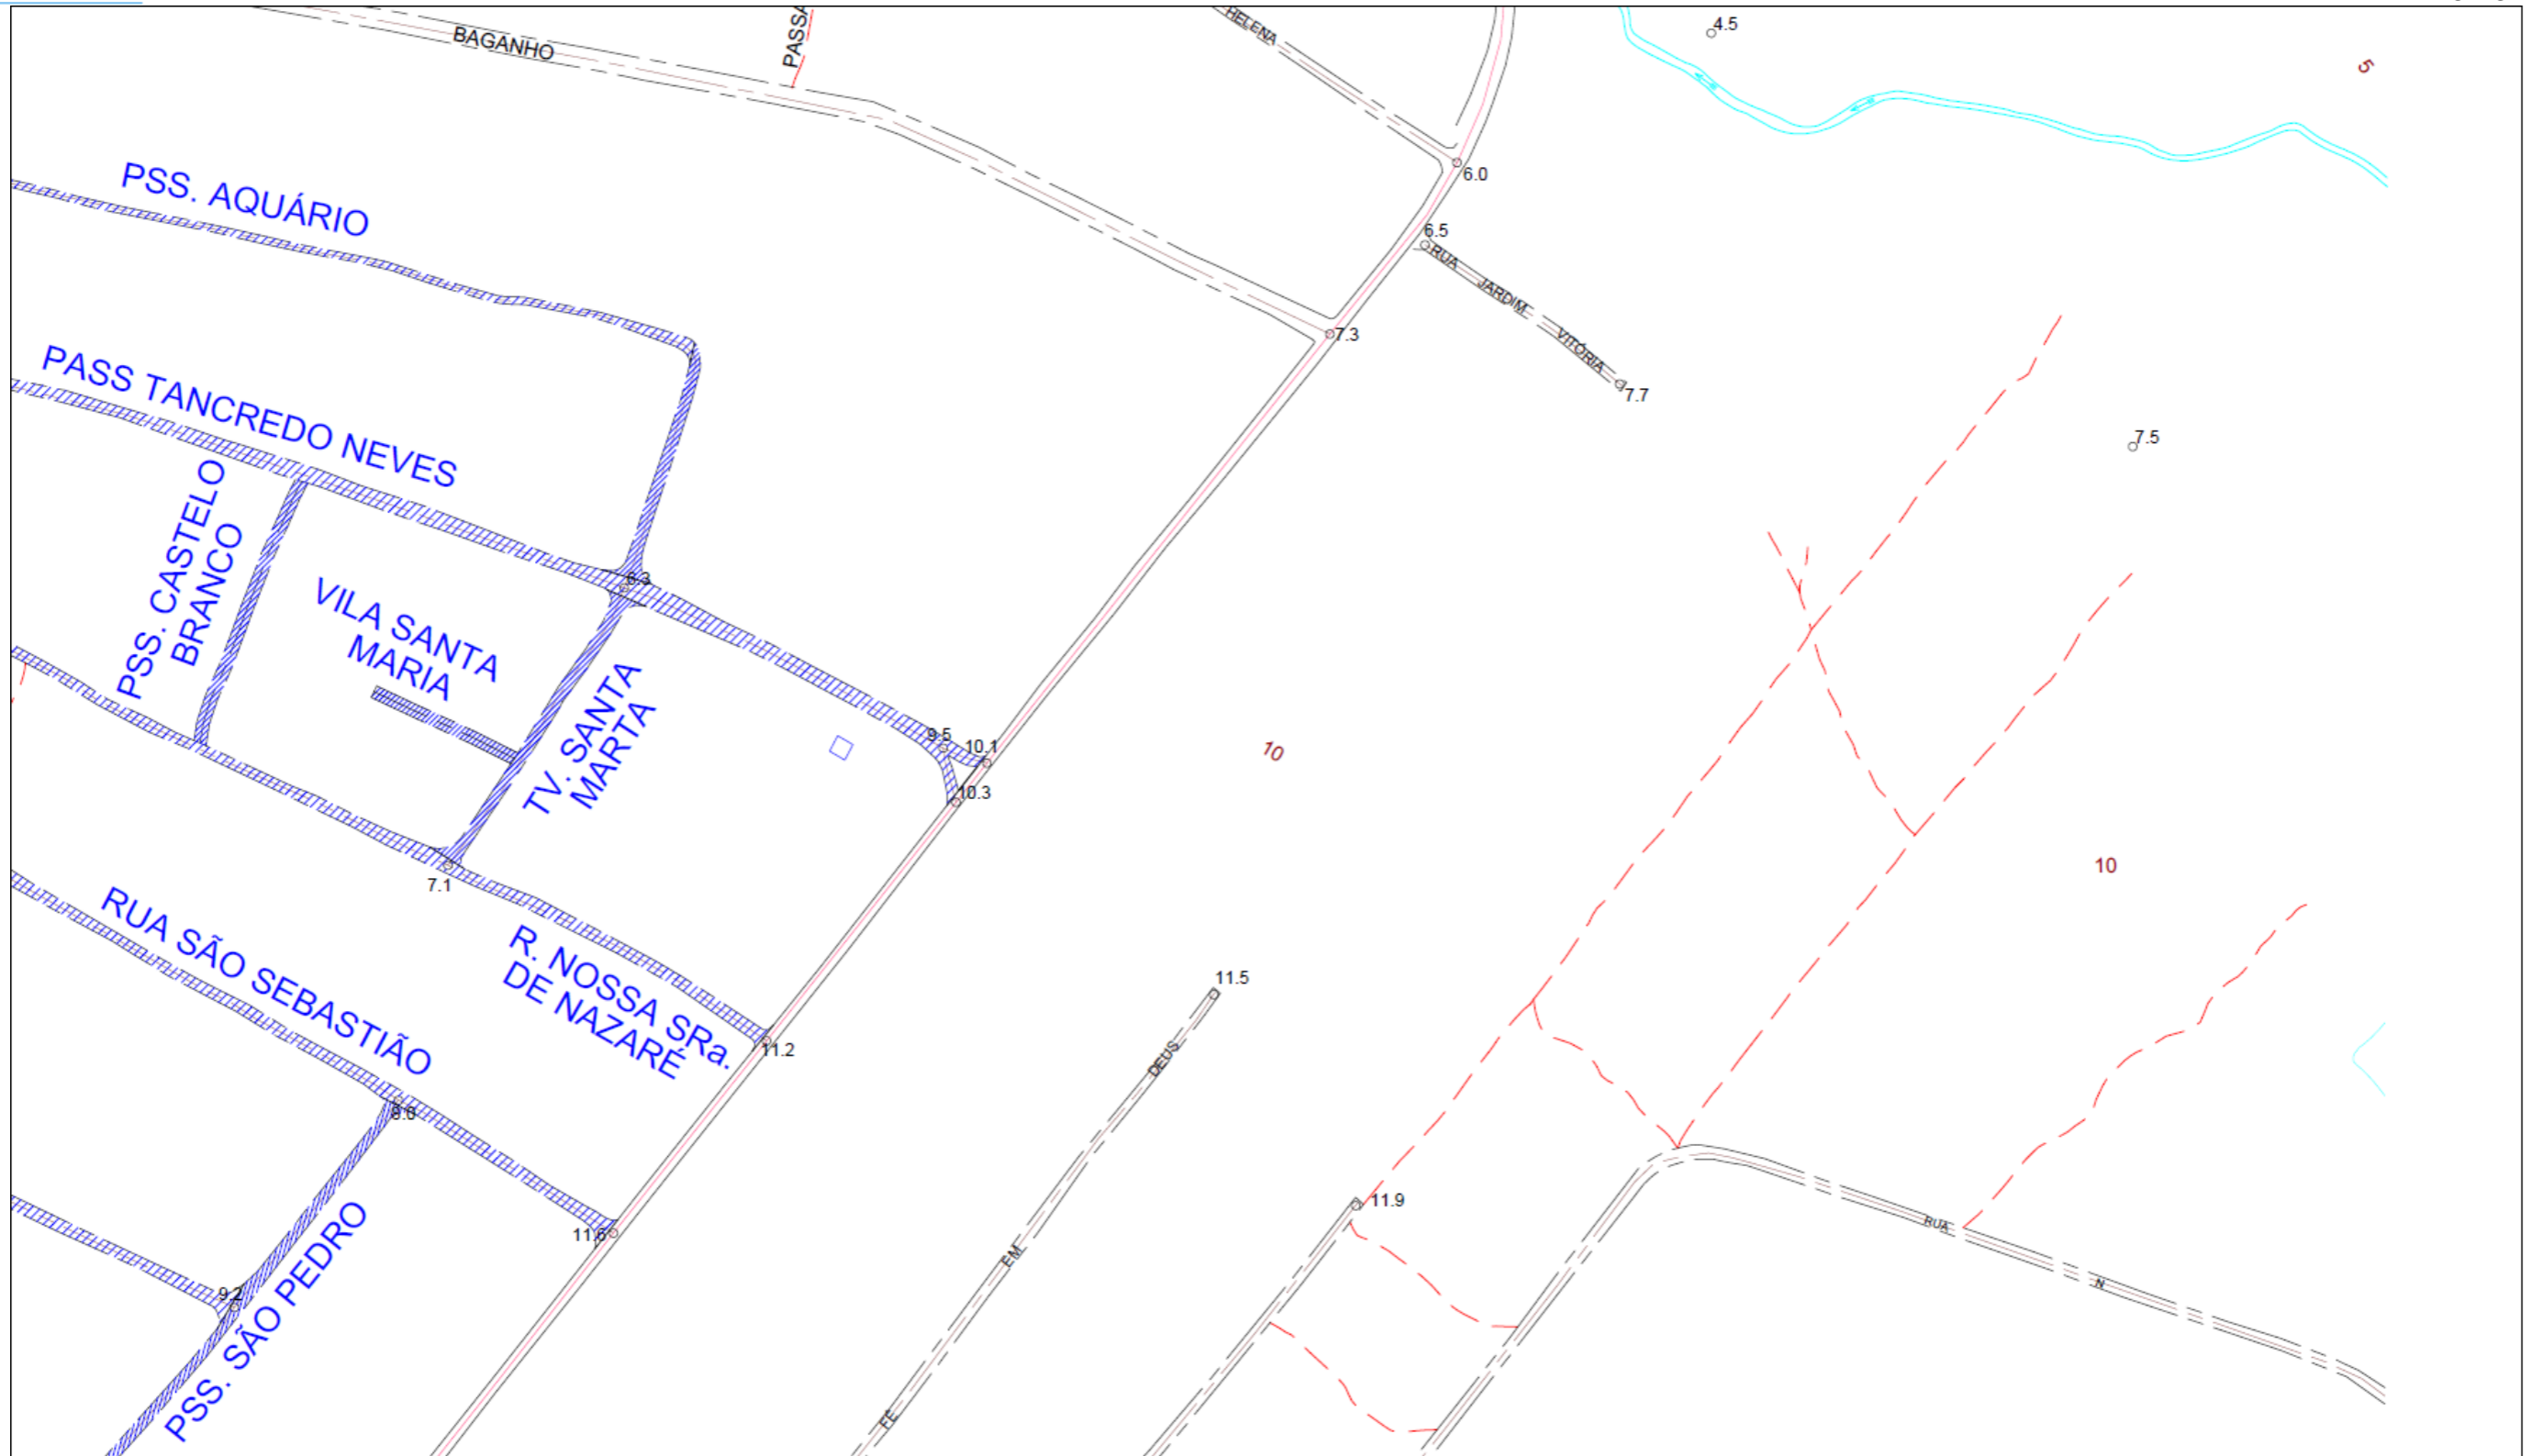 BAGANHO
PASSA
HELENA
4.5
5
PSS. AQUÁRIO
6.0
6.5
RUA JARDIM VITÓRIA
7.3
7.7
7.5
PASS TANCREDO NEVES
PSS. CASTELO
BRANCO
VILA SANTA
MARIA
TV. SANTA
MARTA
9.5
10.1
10.3
10
10
7.1
RUA SÃO SEBASTIÃO
R. NOSSA SRa.
DE NAZARÉ
11.2
11.5
FÉ EM DEUS
11.9
11.6
9.2
PSS. SÃO PEDRO
RUA N